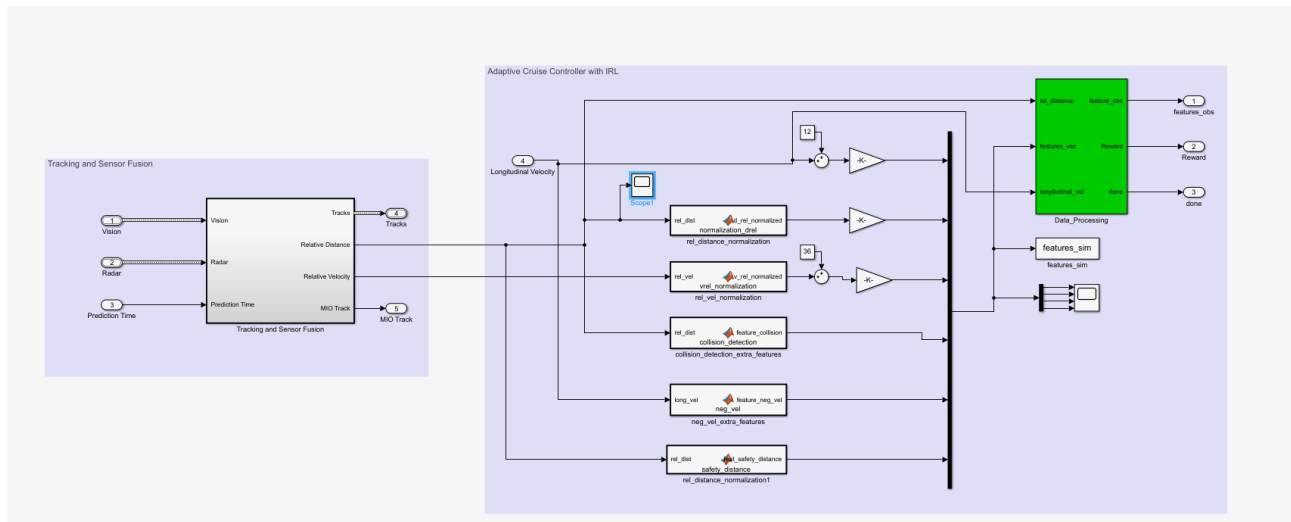 Adaptive Cruise Controller with IRL
Tracking and Sensor Fusion
1
Vision
2
Radar
3
Prediction Time
Vision
Radar
Prediction Time
Tracks
Relative Distance
Relative Velocity
MIO Track
Tracking and Sensor Fusion
4
Tracks
5
MIO Track
4
Longitudinal Velocity
Scope1
12
-K-
rel_dist
d_rel_normalized
normalization_drel
rel_distance_normalization
-K-
36
rel_vel
v_rel_normalized
vrel_normalization
rel_vel_normalization
-K-
rel_dist
feature_collision
collision_detection
collision_detection_extra_features
long_vel
feature_neg_vel
neg_vel
neg_vel_extra_features
rel_dist
safety_distance
rel_distance_normalization1
rel_distance
features_vec
longitudinal_vel
feature_obs
Reward
done
Data_Processing
1
features_obs
2
Reward
3
done
features_sim
features_sim